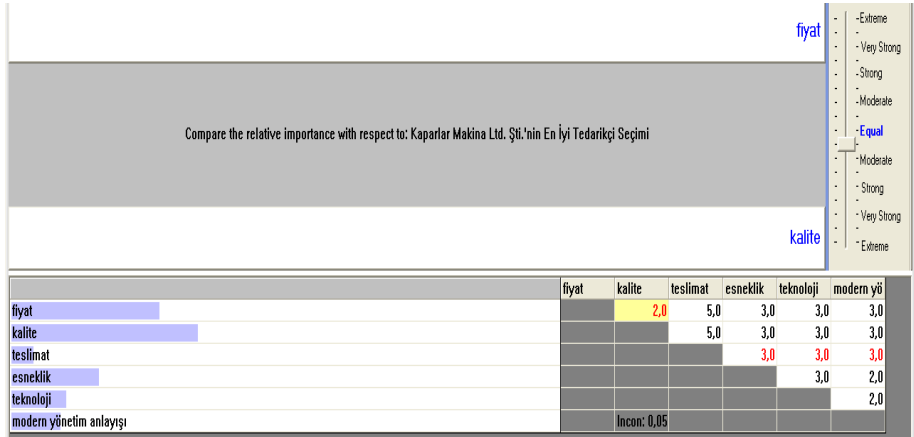 fiyat
-Extreme
- Very Strong
-Strong
-Moderate
-Equal
-Moderate
- Strong
- Very Strong
- Extreme
Compare the relative importance with respect to: Kaparlar Makina Ltd. Şti.'nin En İyi Tedarikçi Seçimi
kalite
fiyat kalite teslimat esneklik teknoloji modern yö
fiyat 2,0 5,0 3,0 3,0 3,0
kalite 5,0 3,0 3,0 3,0
teslimat 3,0 3,0 3,0
esneklik 3,0 2,0
teknoloji 2,0
modern yönetim anlayışı Incon: 0,05